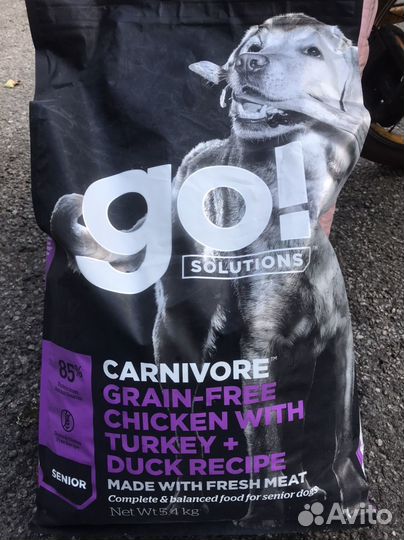 go!
SOLUTIONS
85%
CARNIVORE™
GRAIN-FREE
CHICKEN WITH
TURKEY +
DUCK RECIPE
SENIOR
MADE WITH FRESH MEAT
Complete & balanced food for senior dogs
Net Wt 5.4 kg
Avito